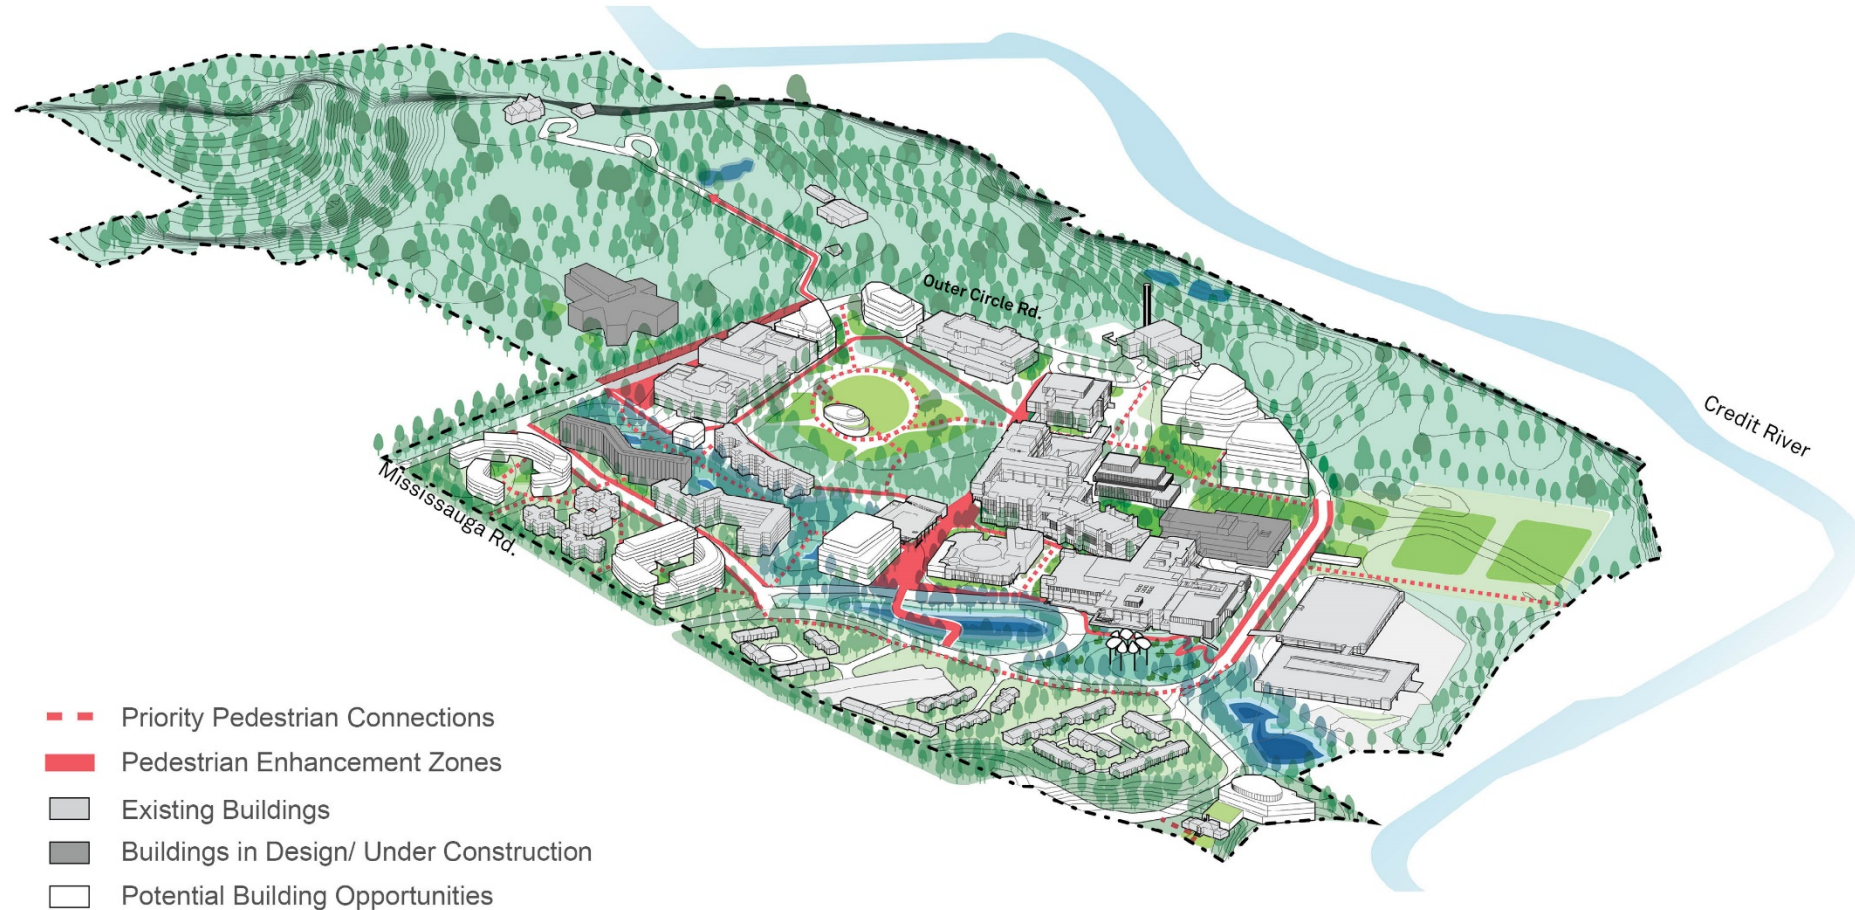 Outer Circle Rd.
Credit River
Mississauga Rd.
Priority Pedestrian Connections
Pedestrian Enhancement Zones
Existing Buildings
Buildings in Design/ Under Construction
Potential Building Opportunities